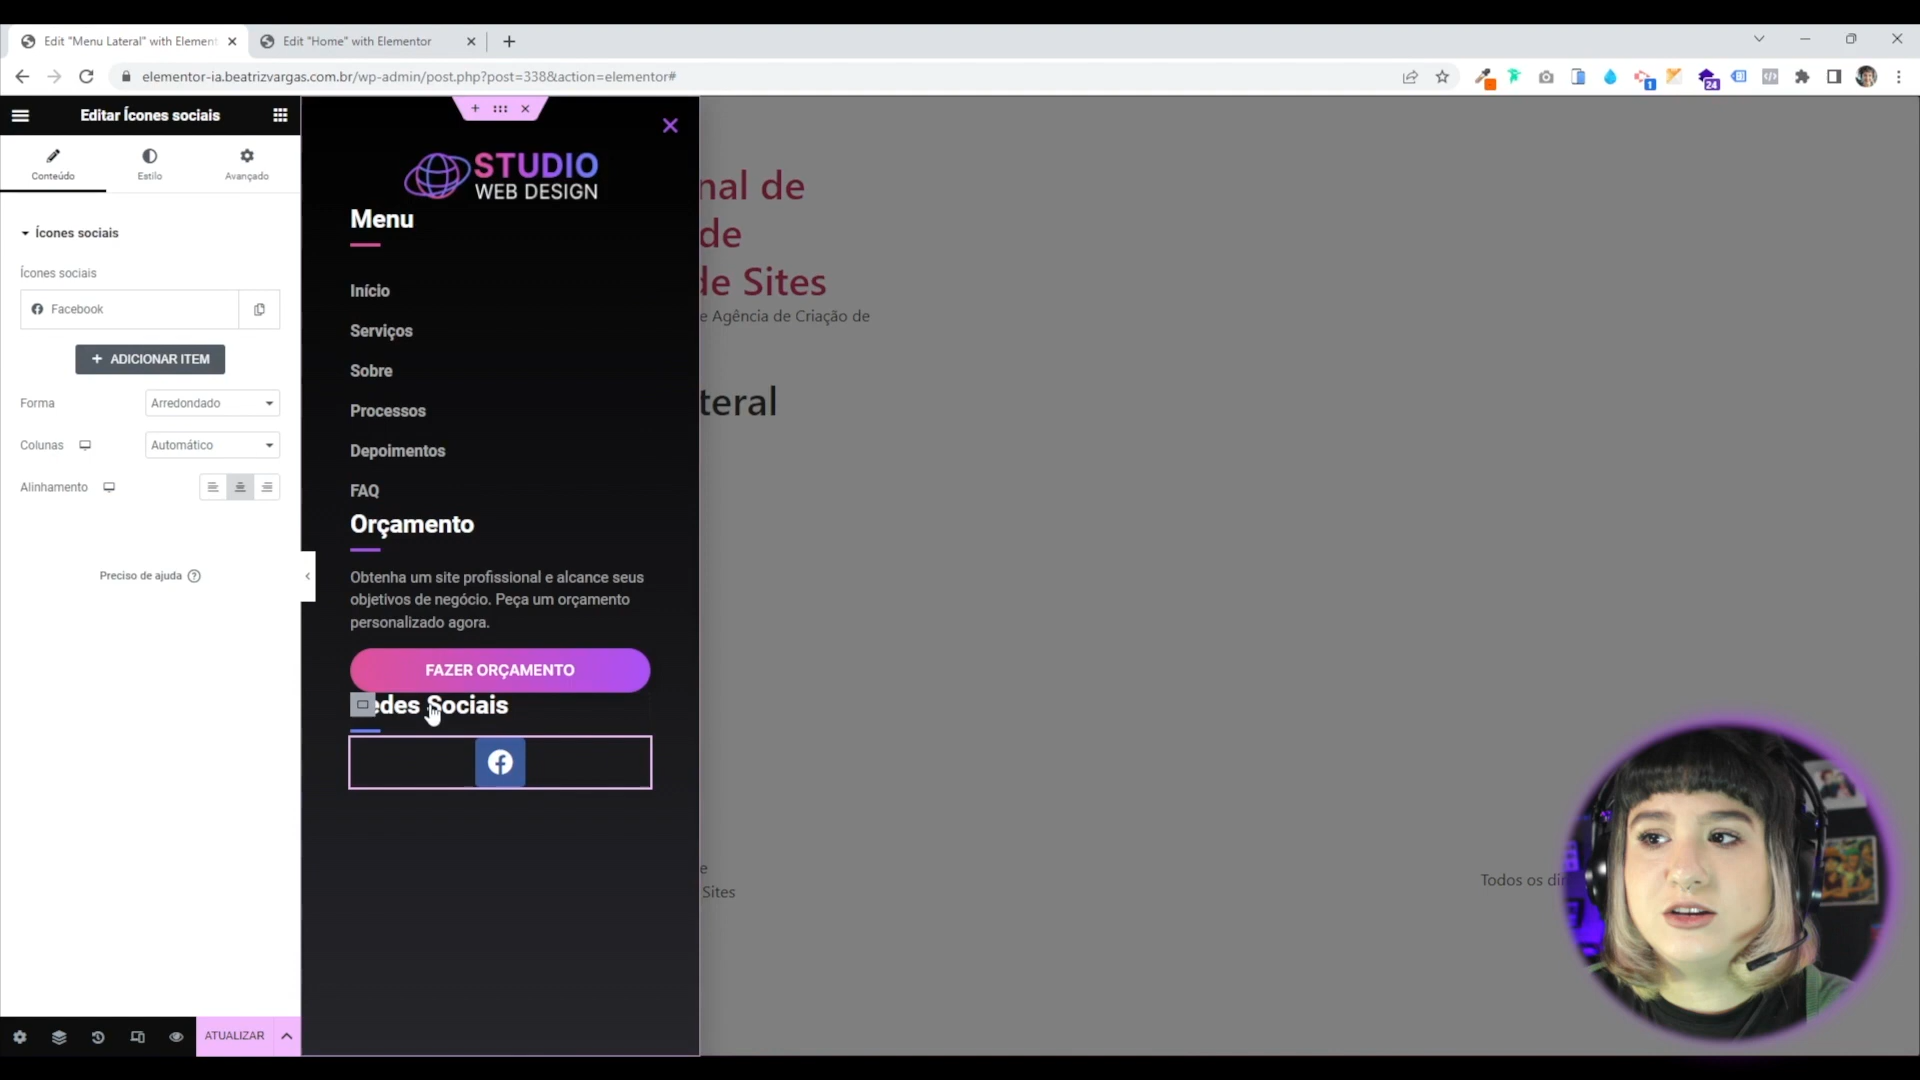 Edit "Menu Lateral" with Element
Edit "Home" with Elementor
elementor-ia.beatrizvargas.com.br/wp-admin/post.php?post=338&action=elementor#
1
24
Editar Ícones sociais
Conteúdo
Estilo
Avançado
Ícones sociais
Ícones sociais
Facebook
+ ADICIONAR ITEM
Forma
Arredondado
Colunas
Automático
Alinhamento
Preciso de ajuda
ATUALIZAR
STUDIO
WEB DESIGN
Menu
Início
Serviços
Sobre
Processos
Depoimentos
FAQ
Orçamento
Obtenha um site profissional e alcance seus
objetivos de negócio. Peça um orçamento
personalizado agora.
FAZER ORÇAMENTO
edes Sociais
nal de
de
de Sites
e Agência de Criação de
teral
e
Sites
Todos os dir